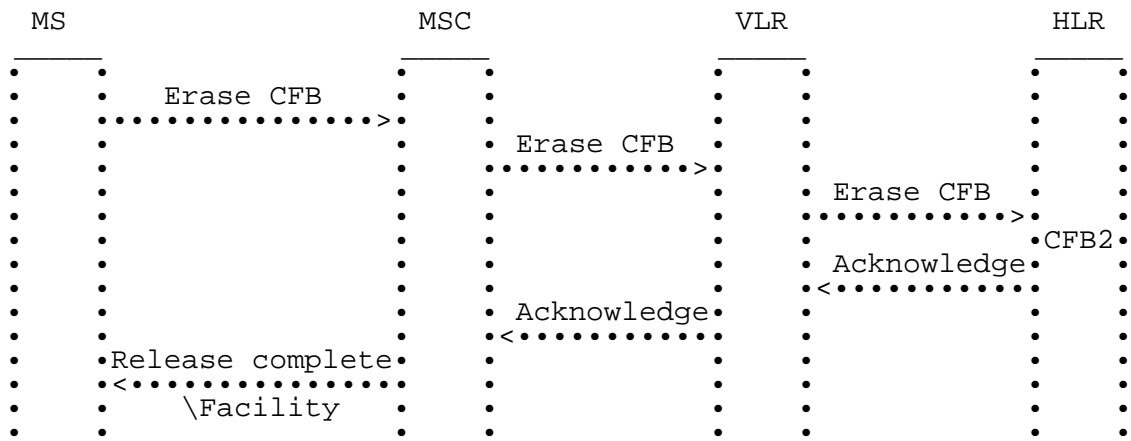 MS MSC VLR HLR
Erase CFB
Erase CFB
Erase CFB
CFB2
Acknowledge
Acknowledge
Release complete
\Facility